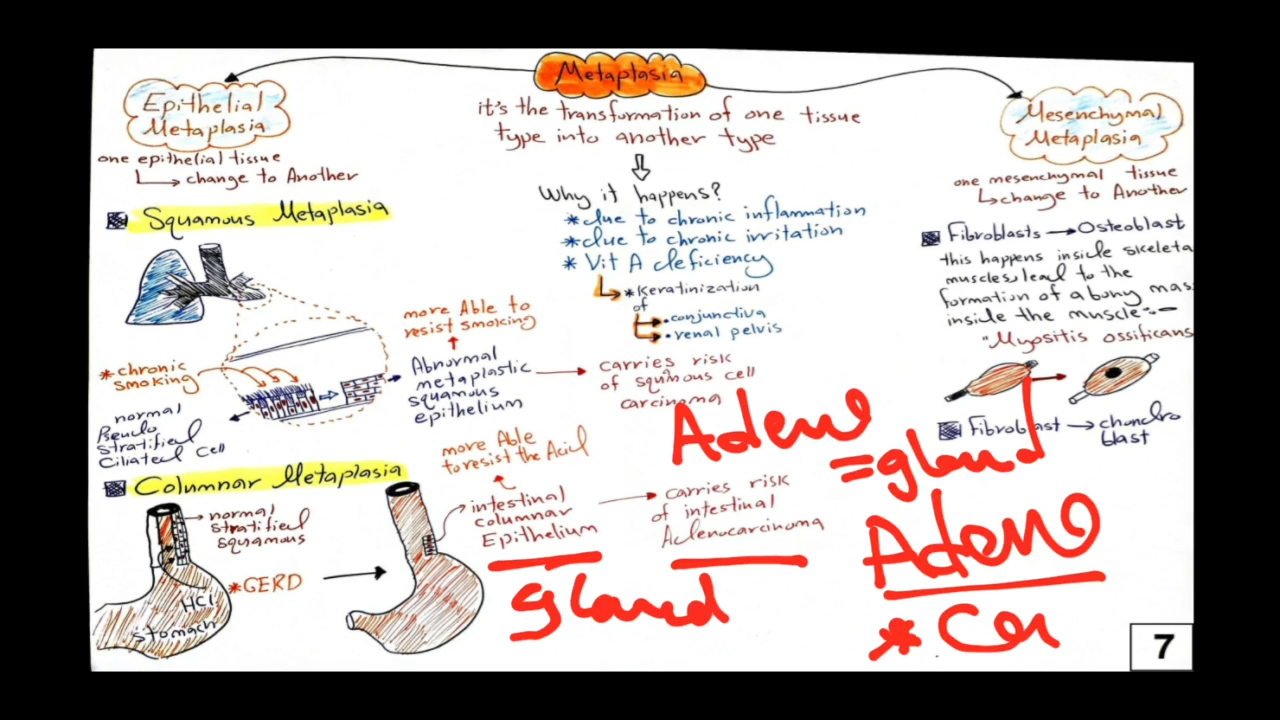 Metaplasia
it's the transformation of one tissue
type into another type
Why it happens?
*due to chronic inflammation
*due to chronic irritation
* Vit A deficiency
*Keratinization
of
conjunctiva
renal pelvis
Epithelial
Metaplasia
one epithelial tissue
change to Another
Squamous Metaplasia
*chronic
smoking
normal
Pseudo
stratified
Ciliated Cell
more Able to
resist smoking
Abnormal
metaplastic
squamous
epithelium
carries risk
of squmous cell
carcinoma
Columnar Metaplasia
normal
stratified
squamous
*GERD
HCl
stomach
more Able
to resist the Acid
intestinal
columnar
Epithelium
carries risk
of intestinal
Adenocarcinoma
Mesenchymal
Metaplasia
one mesenchymal tissue
change to Another
Fibroblasts → Osteoblast
this happens inside skeleta
muscles, lead to the
formation of a bony mas
inside the muscle
"Myositis ossificans
Fibroblast → chondro
blast
Adeno
=gland
Adeno
* Car
gland
7